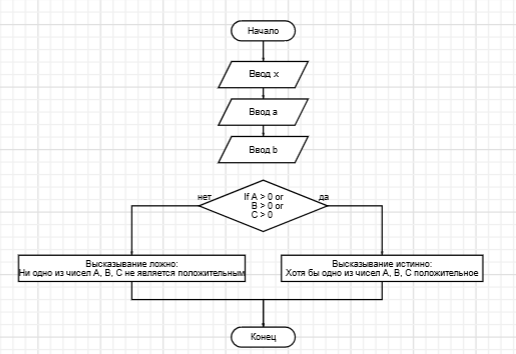 Начало
Ввод x
Ввод a
Ввод b
нет
If A > 0 or
B > 0 or
C > 0
да
Высказывание ложно:
Ни одно из чисел A, B, C не является положительным
Высказывание истинно:
Хотя бы одно из чисел A, B, C положительное
Конец